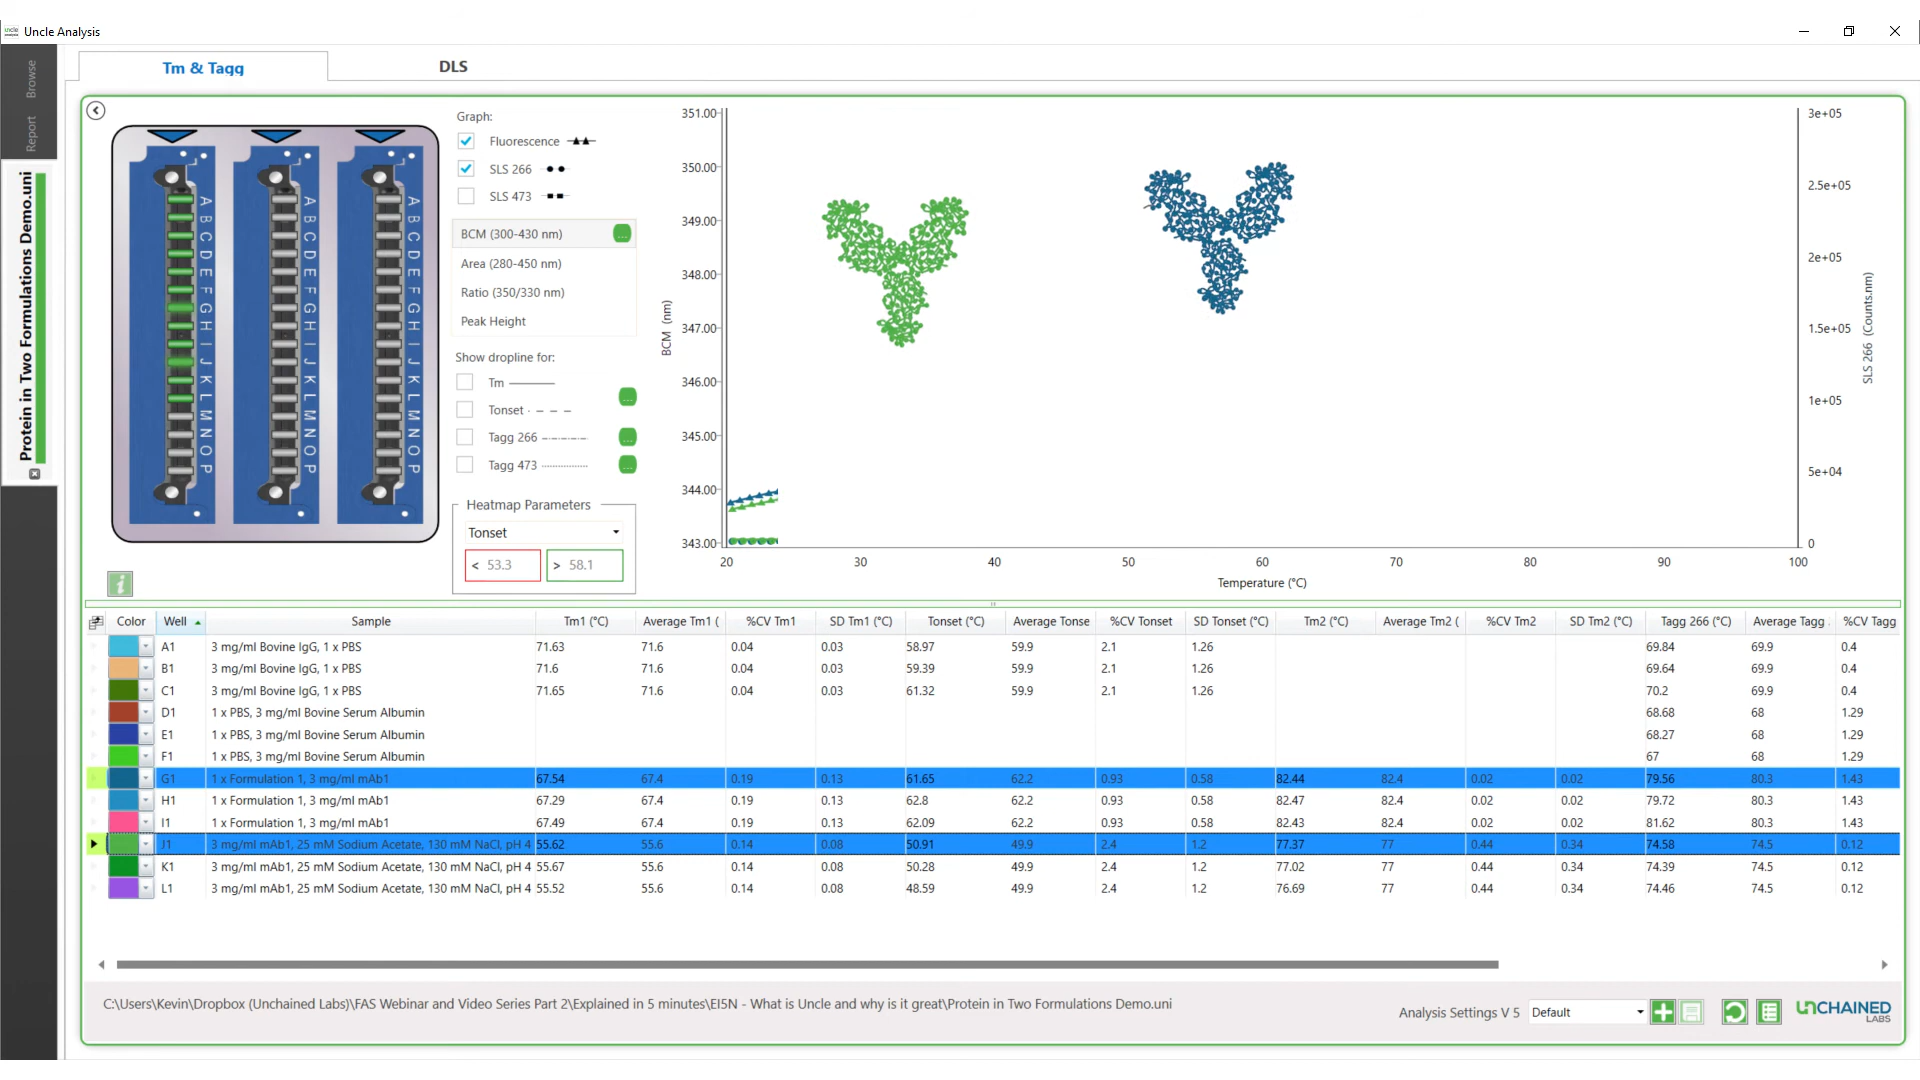 Uncle Analysis
Browse
Report
Protein in Two Formulations Demo.uni
Tm & Tagg
DLS
A B C D E F G H I J K L M N O P
A B C D E F G H I J K L M N O P
A B C D E F G H I J K L M N O P
Graph:
Fluorescence
SLS 266
SLS 473
BCM (300-430 nm)
Area (280-450 nm)
Ratio (350/330 nm)
Peak Height
Show dropline for:
Tm
Tonset
Tagg 266
Tagg 473
Heatmap Parameters
Tonset
< 53.3 > 58.1
BCM (nm)
351.00
350.00
349.00
348.00
347.00
346.00
345.00
344.00
343.00
20 30 40 50 60 70 80 90 100
Temperature (°C)
3e+05
2.5e+05
2e+05
1.5e+05
1e+05
5e+04
0
SLS 266 (Counts.nm)
Color Well Sample Tm1 (°C) Average Tm1 ( %CV Tm1 SD Tm1 (°C) Tonset (°C) Average Tonse %CV Tonset SD Tonset (°C) Tm2 (°C) Average Tm2 ( %CV Tm2 SD Tm2 (°C) Tagg 266 (°C) Average Tagg %CV Tagg
A1 3 mg/ml Bovine IgG, 1 x PBS 71.63 71.6 0.04 0.03 58.97 59.9 2.1 1.26 69.84 69.9 0.4
B1 3 mg/ml Bovine IgG, 1 x PBS 71.6 71.6 0.04 0.03 59.39 59.9 2.1 1.26 69.64 69.9 0.4
C1 3 mg/ml Bovine IgG, 1 x PBS 71.65 71.6 0.04 0.03 61.32 59.9 2.1 1.26 70.2 69.9 0.4
D1 1 x PBS, 3 mg/ml Bovine Serum Albumin 68.68 68 1.29
E1 1 x PBS, 3 mg/ml Bovine Serum Albumin 68.27 68 1.29
F1 1 x PBS, 3 mg/ml Bovine Serum Albumin 67 68 1.29
G1 1 x Formulation 1, 3 mg/ml mAb1 67.54 67.4 0.19 0.13 61.65 62.2 0.93 0.58 82.44 82.4 0.02 0.02 79.56 80.3 1.43
H1 1 x Formulation 1, 3 mg/ml mAb1 67.29 67.4 0.19 0.13 62.8 62.2 0.93 0.58 82.47 82.4 0.02 0.02 79.72 80.3 1.43
I1 1 x Formulation 1, 3 mg/ml mAb1 67.49 67.4 0.19 0.13 62.09 62.2 0.93 0.58 82.43 82.4 0.02 0.02 81.62 80.3 1.43
J1 3 mg/ml mAb1, 25 mM Sodium Acetate, 130 mM NaCl, pH 4 55.62 55.6 0.14 0.08 50.91 49.9 2.4 1.2 77.37 77 0.44 0.34 74.58 74.5 0.12
K1 3 mg/ml mAb1, 25 mM Sodium Acetate, 130 mM NaCl, pH 4 55.67 55.6 0.14 0.08 50.28 49.9 2.4 1.2 77.02 77 0.44 0.34 74.39 74.5 0.12
L1 3 mg/ml mAb1, 25 mM Sodium Acetate, 130 mM NaCl, pH 4 55.52 55.6 0.14 0.08 48.59 49.9 2.4 1.2 76.69 77 0.44 0.34 74.46 74.5 0.12
C:\Users\Kevin\Dropbox (Unchained Labs)\FAS Webinar and Video Series Part 2\Explained in 5 minutes\EI5N - What is Uncle and why is it great\Protein in Two Formulations Demo.uni
Analysis Settings V 5 Default
UNCHAINED
LABS